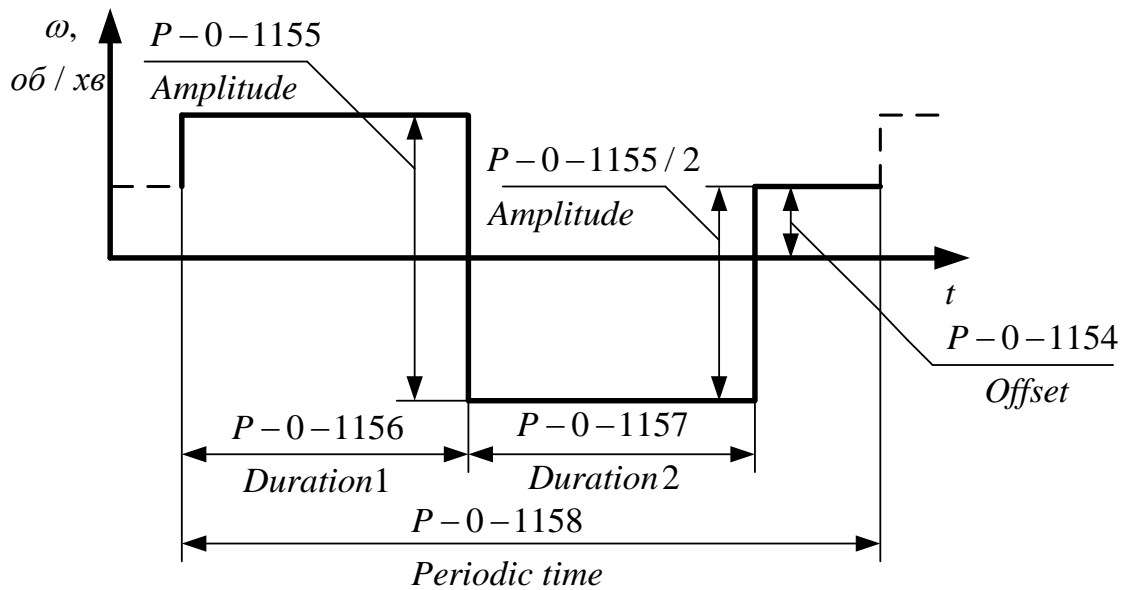 ω,
об / хв
P – 0 – 1155
Amplitude
P – 0 – 1155 / 2
Amplitude
t
P – 0 – 1154
Offset
P – 0 – 1156
Duration1
P – 0 – 1157
Duration2
P – 0 – 1158
Periodic time